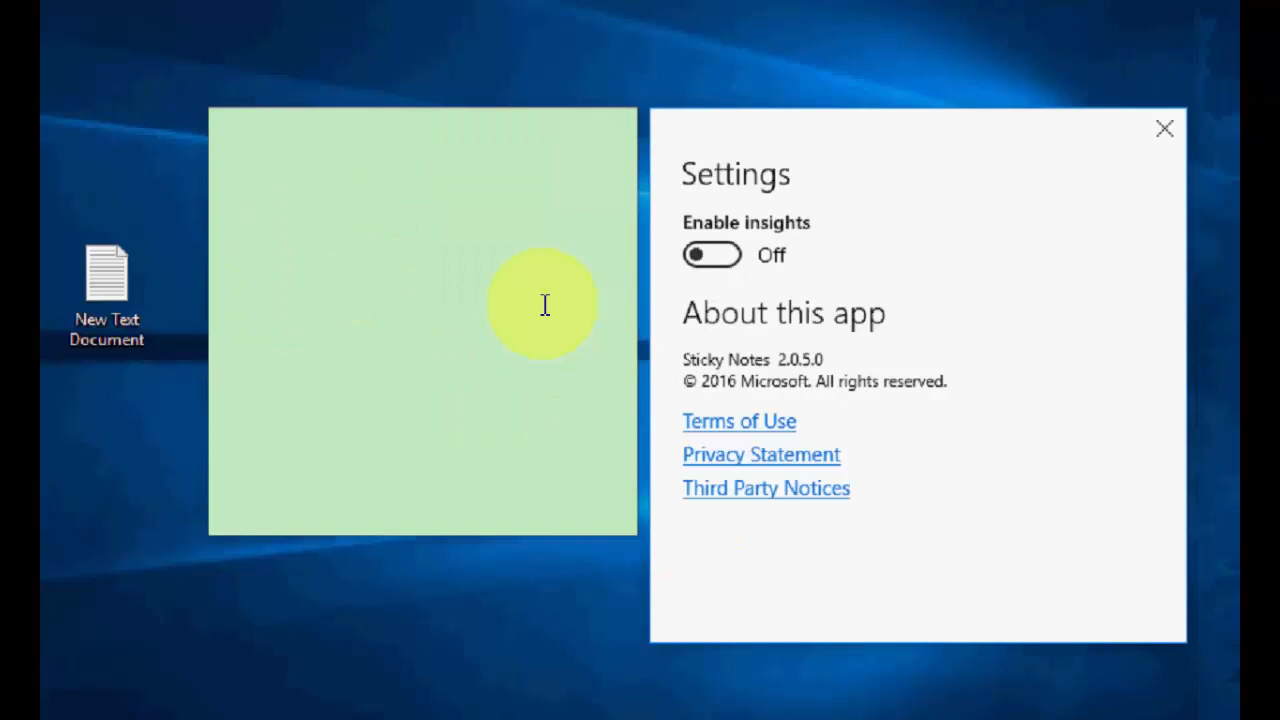 New Text
Document
Settings
Enable insights
Off
About this app
Sticky Notes 2.0.5.0
© 2016 Microsoft. All rights reserved.
Terms of Use
Privacy Statement
Third Party Notices